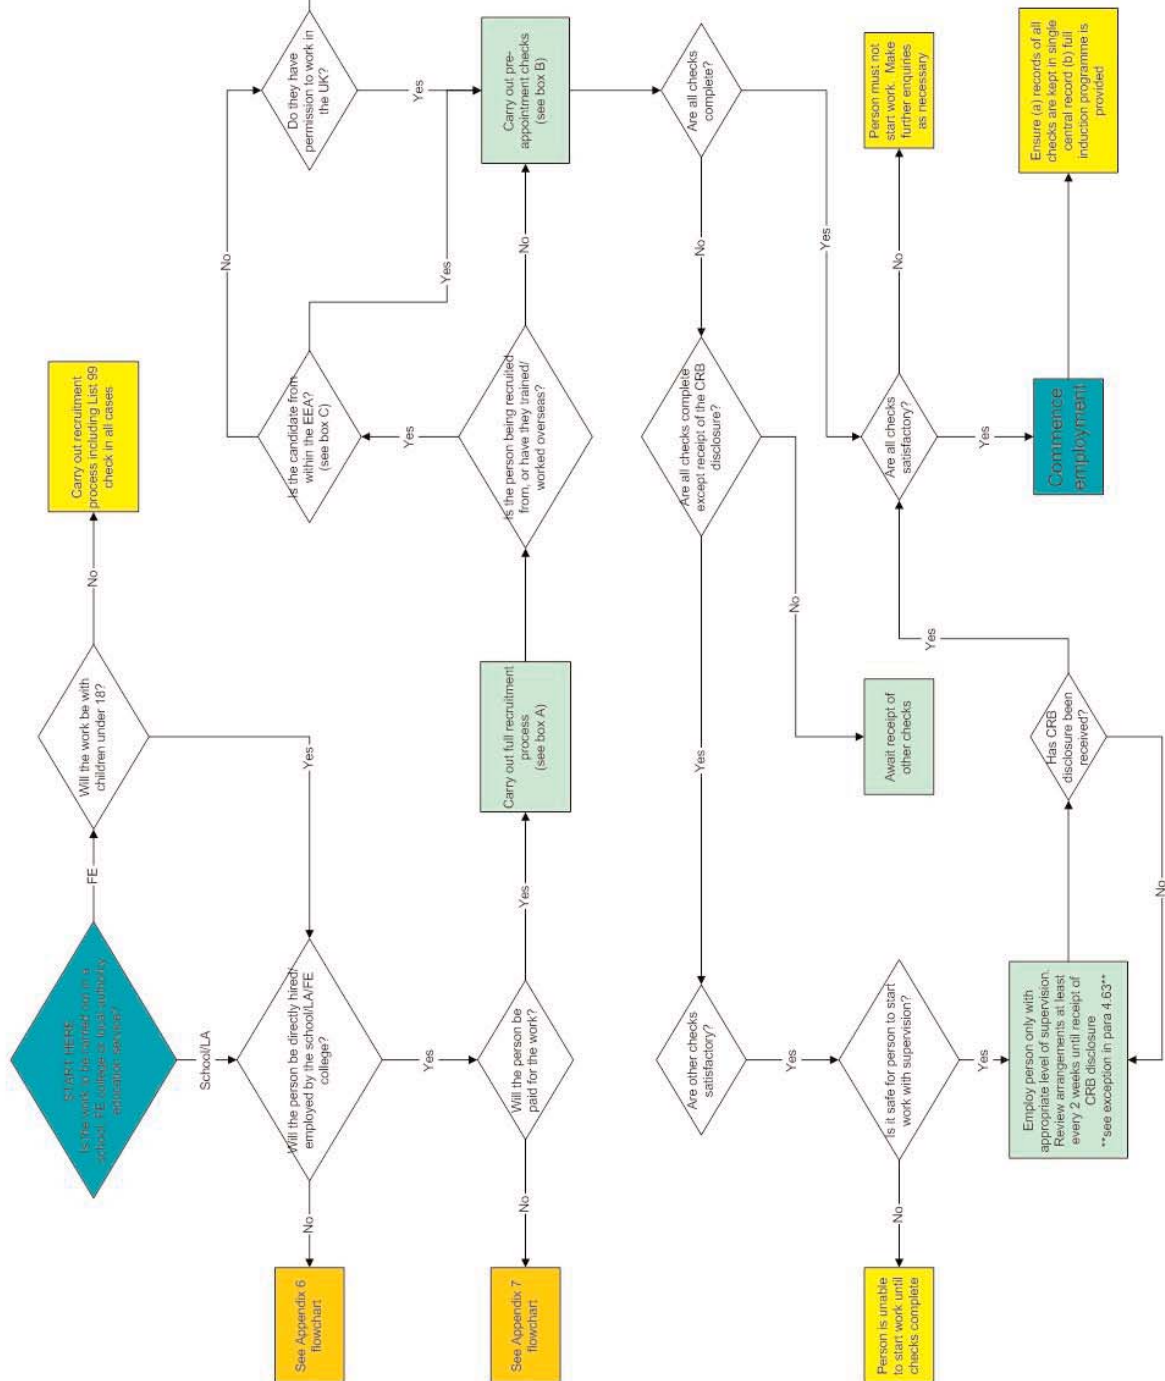 START HERE
Is the work to be carried out in a
school, FE college or local authority
education service?
FE
Will the work be with
children under 18?
No
Carry out recruitment
process including List 99
check in all cases
School/LA
Yes
Will the person be directly hired/
employed by the school/LA/FE
college?
No
See Appendix 6
flowchart
Yes
Will the person be
paid for the work?
No
See Appendix 7
flowchart
Yes
Carry out full recruitment
process
(see box A)
Is the person being recruited
from, or have they trained/
worked overseas?
Yes
Is the candidate from
within the EEA?
(see box C)
No
Do they have
permission to work in
the UK?
Yes
Yes
No
Carry out pre-
appointment checks
(see box B)
Are all checks
complete?
No
Yes
Are all checks complete
except receipt of the CRB
disclosure?
No
Await receipt of
other checks
Yes
Are other checks
satisfactory?
Yes
Is it safe for person to start
work with supervision?
No
Person is unable
to start work until
checks complete
Yes
Employ person only with
appropriate level of supervision.
Review arrangements at least
every 2 weeks until receipt of
CRB disclosure
**see exception in para 4.63**
Has CRB
disclosure been
received?
No
Yes
Are all checks
satisfactory?
No
Person must not
start work. Make
further enquiries
as necessary
Yes
Commence
employment
Ensure (a) records of all
checks are kept in single
central record (b) full
induction programme is
provided